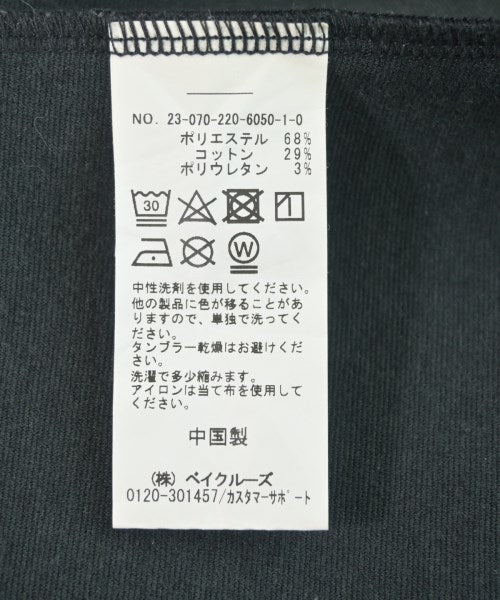 NO. 23-070-220-6050-1-0
ポリエステル 68%
コットン 29%
ポリウレタン 3%
30
W
中性洗剤を使用してください。
他の製品に色が移ることがあ
りますので、単独で洗ってく
ださい。
タンブラー乾燥はお避けくだ
さい。
洗濯で多少縮みます。
アイロンは当て布を使用して
ください。
中国製
(株) ベイクルーズ
0120-301457/カスタマーサポート